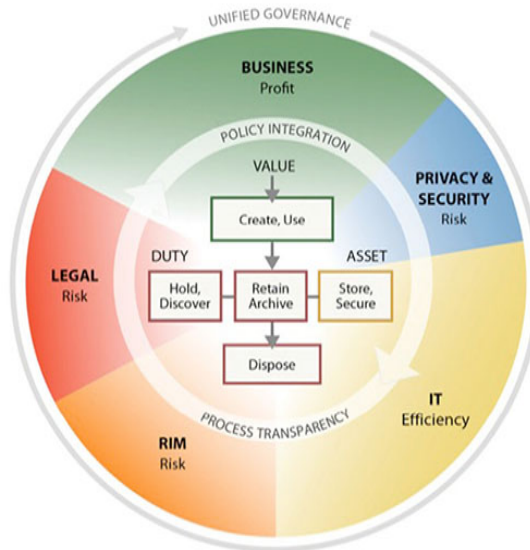 UNIFIED GOVERNANCE
BUSINESS
Profit
POLICY INTEGRATION
VALUE
PRIVACY &
SECURITY
Risk
Create, Use
DUTY
ASSET
LEGAL
Risk
Hold,
Discover
Retain
Archive
Store,
Secure
Dispose
IT
Efficiency
PROCESS TRANSPARENCY
RIM
Risk